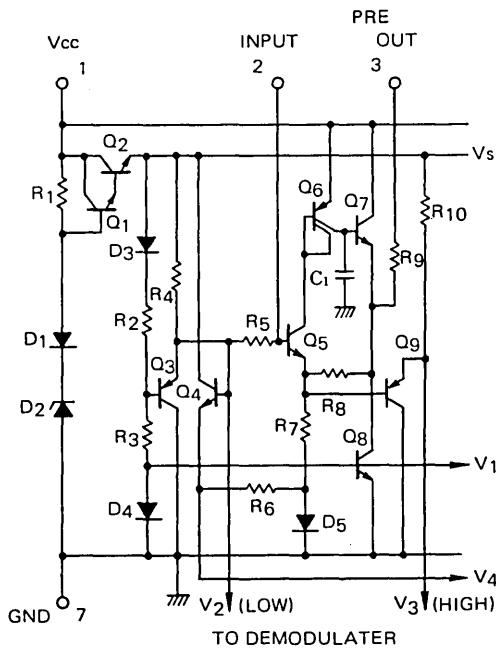 Vcc INPUT PRE OUT
1 2 3
Q2 Vs
R1 Q1
Q6 Q7 R10
D3 C1 R9
R4
R2 R5 Q5 Q9
D1 Q3 Q4
D2 R8
R3 R7 Q8
V1
D4 R6 D5
V4
GND 7 V2 (LOW) V3 (HIGH)
TO DEMODULATER